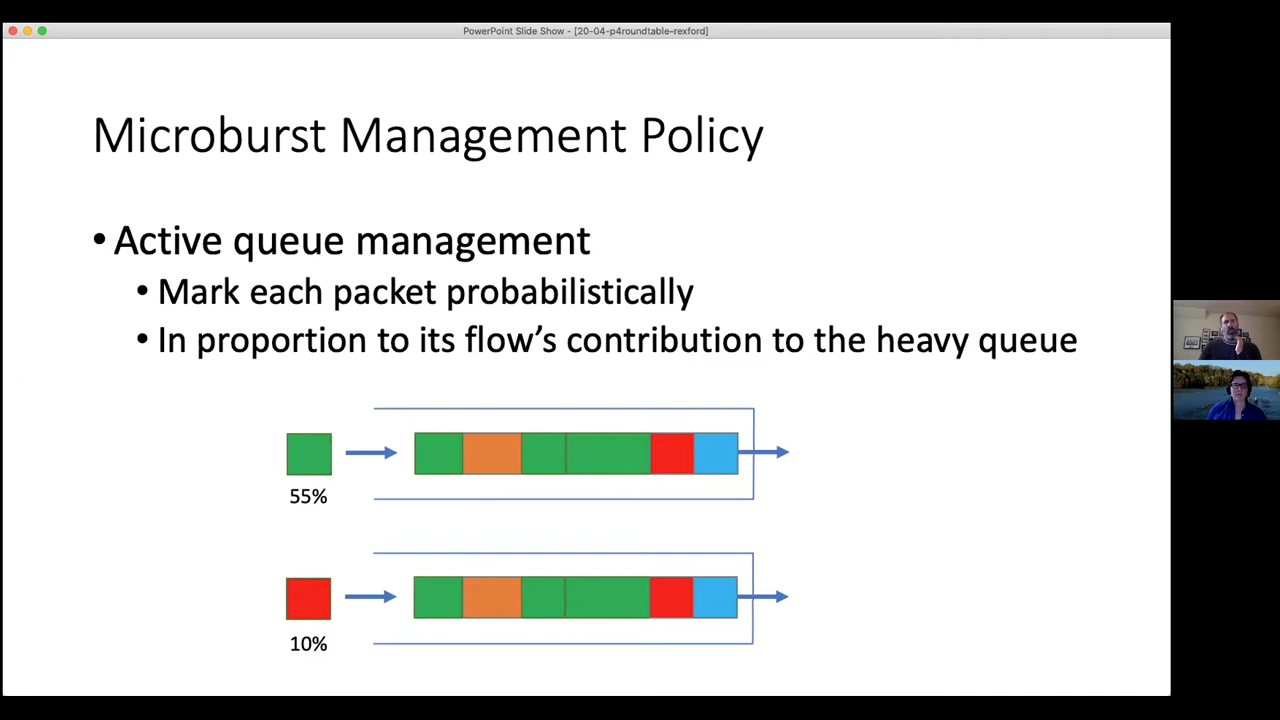 PowerPoint Slide Show - [20-04-p4roundtable-rexford]
Microburst Management Policy
• Active queue management
• Mark each packet probabilistically
• In proportion to its flow’s contribution to the heavy queue
55%
10%